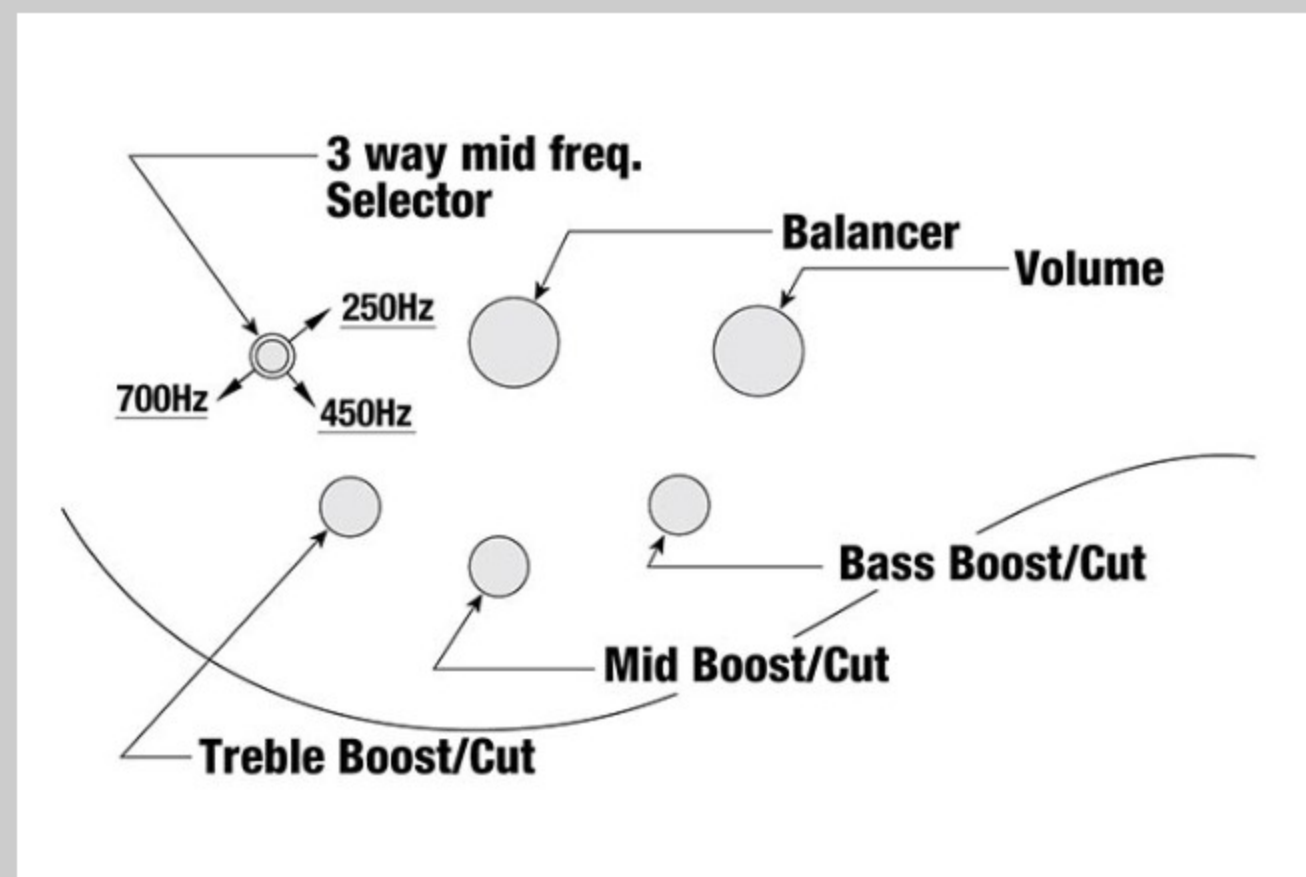 3 way mid freq.
Selector
Balancer
Volume
250Hz
700Hz
450Hz
Bass Boost/Cut
Mid Boost/Cut
Treble Boost/Cut